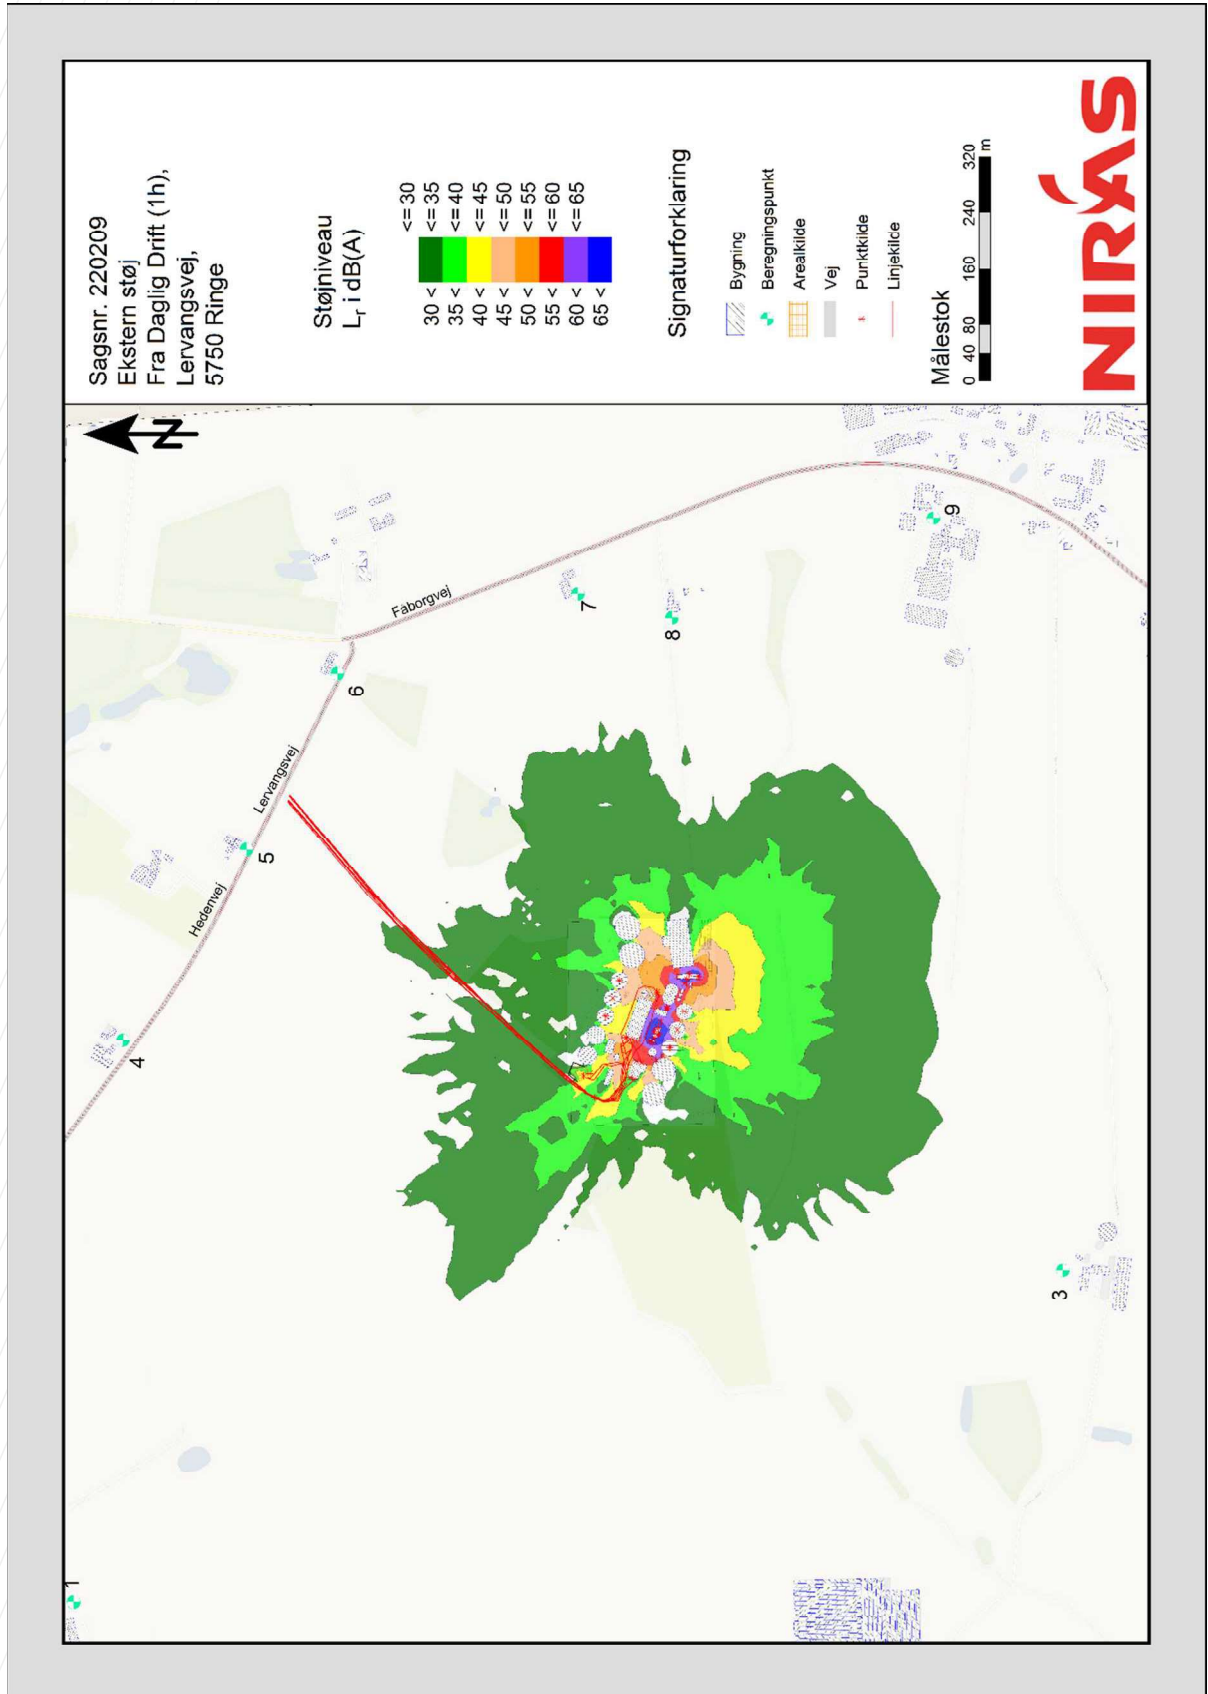 Sagsnr. 220209
Ekstern støj
Fra Daglig Drift (1h),
Lervangsvej,
5750 Ringe
Støjniveau
Lr i dB(A)
<= 30
30 < <= 35
35 < <= 40
40 < <= 45
45 < <= 50
50 < <= 55
55 < <= 60
60 < <= 65
65 <
Signaturforklaring
Bygning
Beregningspunkt
Arealkilde
Vej
Punktkilde
Linjekilde
Målestok
0 40 80 160 240 320
m
NIRAS
N
Hedenvej
Lervangsvej
Fåborgvej
1
3
4
5
6
7
8
9